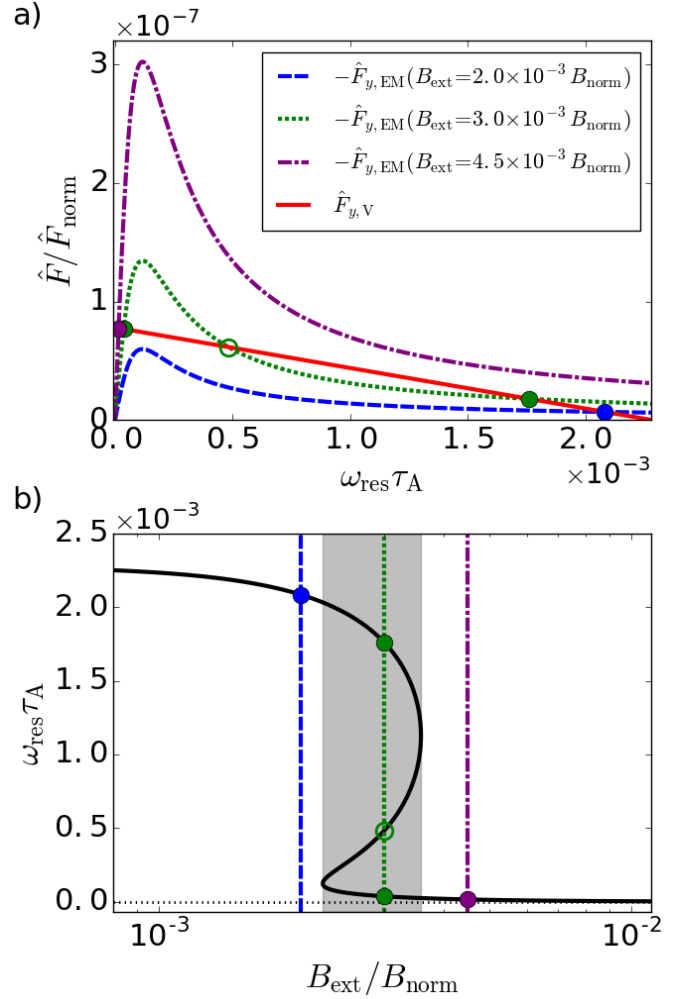 a)
×10⁻⁷
3
2
1
0
F̂/F̂norm
−F̂y,EM(Bext=2.0×10⁻³ Bnorm)
−F̂y,EM(Bext=3.0×10⁻³ Bnorm)
−F̂y,EM(Bext=4.5×10⁻³ Bnorm)
F̂y,V
0.0 0.5 1.0 1.5 2.0
×10⁻³
ωresτA
b)
×10⁻³
2.5
2.0
1.5
1.0
0.5
0.0
ωresτA
10⁻³ 10⁻²
Bext/Bnorm